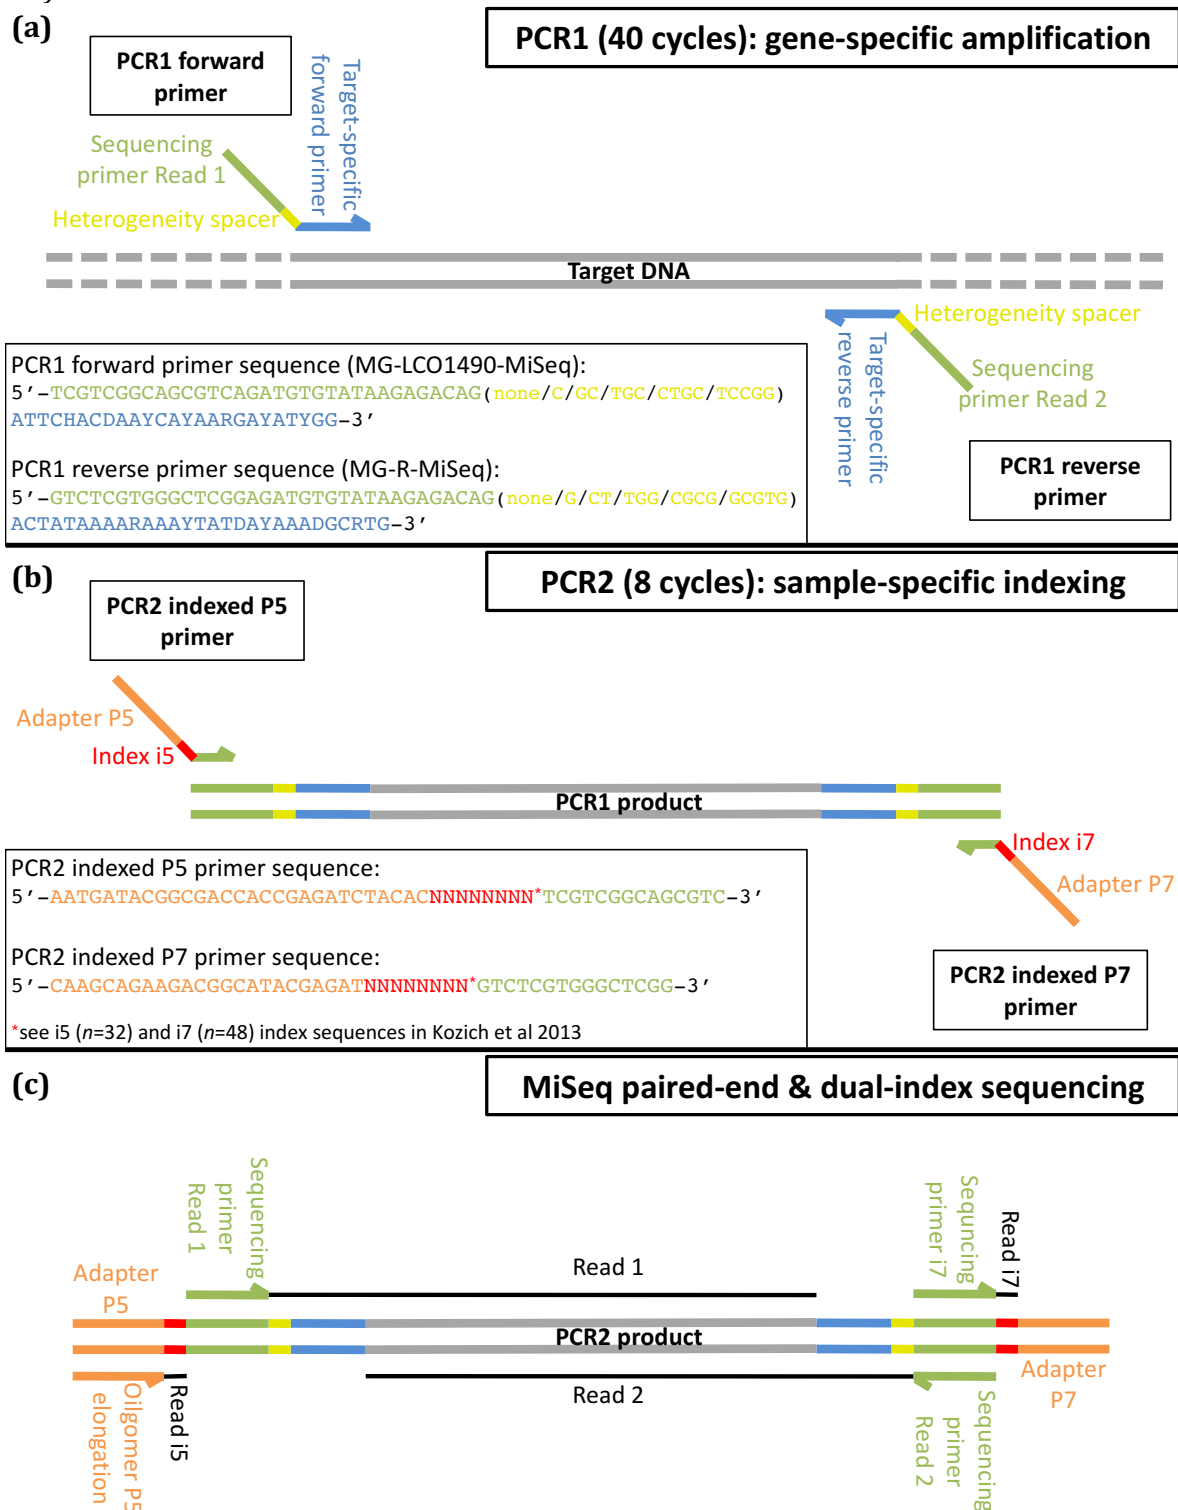 (a)
PCR1 (40 cycles): gene-specific amplification
PCR1 forward
primer
Target-specific
forward primer
Sequencing
primer Read 1
Heterogeneity spacer
Target DNA
Heterogeneity spacer
Target-specific
reverse primer
Sequencing
primer Read 2
PCR1 reverse
primer
PCR1 forward primer sequence (MG-LCO1490-MiSeq):
5’-TCGTCGGCAGCGTCAGATGTGTATAAGAGACAG(none/C/GC/TGC/CTGC/TCCGG)
ATTCHACDAAYCAYAARGAYATYGG-3’
PCR1 reverse primer sequence (MG-R-MiSeq):
5’-GTCTCGTGGGCTCGGAGATGTGTATAAGAGACAG(none/G/CT/TGG/CGCG/GCGTG)
ACTATAAAARAAAYTATDAYAAADGCRTG-3’
(b)
PCR2 (8 cycles): sample-specific indexing
PCR2 indexed P5
primer
Adapter P5
Index i5
PCR1 product
Index i7
Adapter P7
PCR2 indexed P7
primer
PCR2 indexed P5 primer sequence:
5’-AATGATACGGCGACCACCGAGATCTACACNNNNNNNN*TCGTCGGCAGCGTC-3’
PCR2 indexed P7 primer sequence:
5’-CAAGCAGAAGACGGCATACGAGATNNNNNNNN*GTCTCGTGGGCTCGG-3’
*see i5 (n=32) and i7 (n=48) index sequences in Kozich et al 2013
(c)
MiSeq paired-end & dual-index sequencing
Sequencing
primer
Read 1
Adapter
P5
Read 1
Sequncing
primer i7
Read i7
PCR2 product
Oilgomer P5
elongation
Read i5
Read 2
Sequencing
primer
Read 2
Adapter
P7